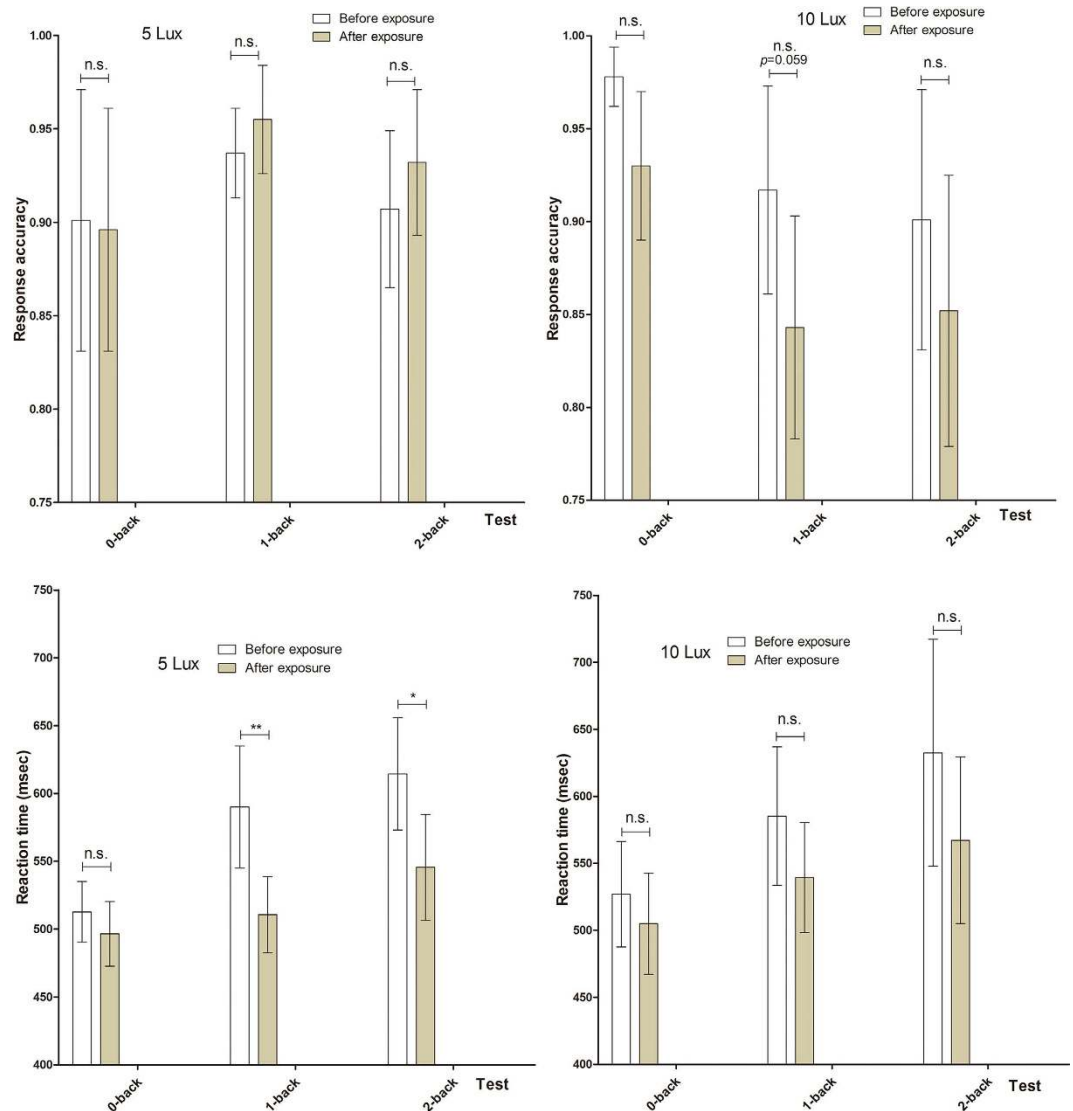 5 Lux
Before exposure
After exposure
Response accuracy
1.00
0.95
0.90
0.85
0.80
0.75
n.s.
n.s.
n.s.
0-back
1-back
2-back
Test
10 Lux
Before exposure
After exposure
Response accuracy
1.00
0.95
0.90
0.85
0.80
0.75
n.s.
n.s.
p=0.059
n.s.
0-back
1-back
2-back
Test
5 Lux
Before exposure
After exposure
Reaction time (msec)
750
700
650
600
550
500
450
400
n.s.
**
*
0-back
1-back
2-back
Test
10 Lux
Before exposure
After exposure
Reaction time (msec)
750
700
650
600
550
500
450
400
n.s.
n.s.
n.s.
0-back
1-back
2-back
Test